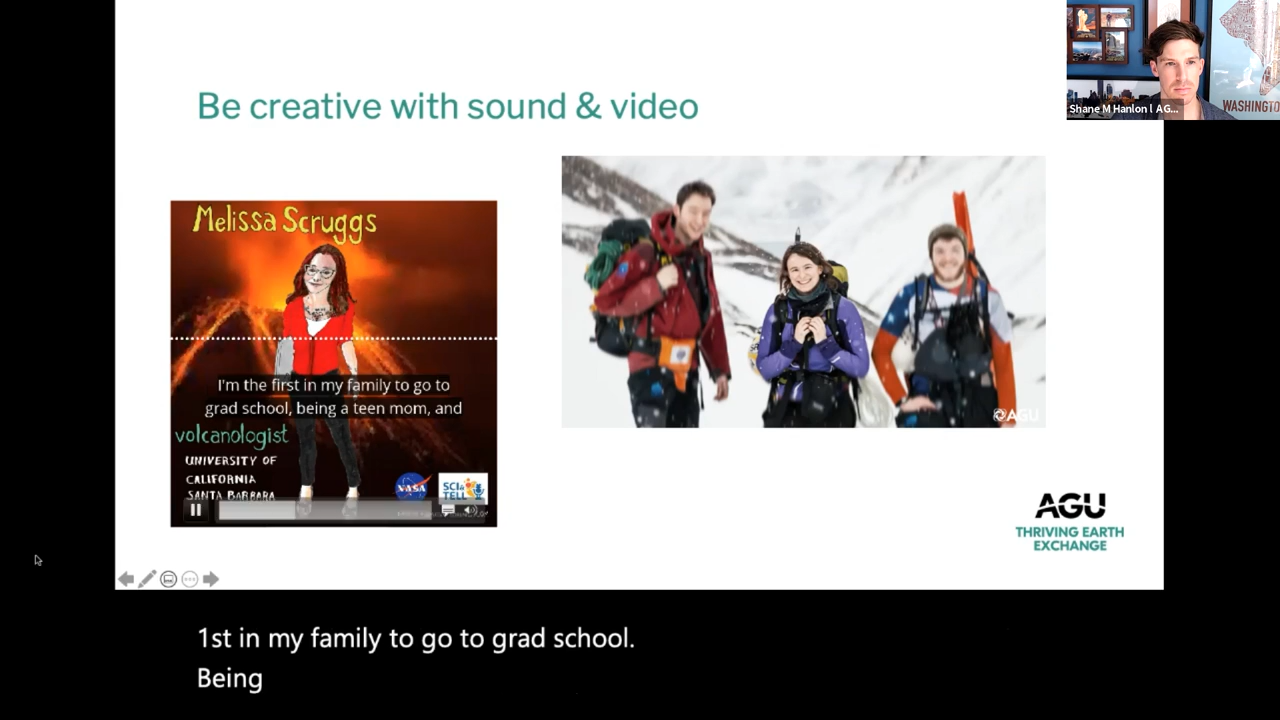 Be creative with sound & video
Shane M Hanlon l AG...
WASHINGTO
Melissa Scruggs
I'm the first in my family to go to
grad school, being a teen mom, and
volcanologist
UNIVERSITY OF
CALIFORNIA
SANTA BARBARA
NASA
SCI&
TELL
AGU
AGU
THRIVING EARTH
EXCHANGE
1st in my family to go to grad school.
Being